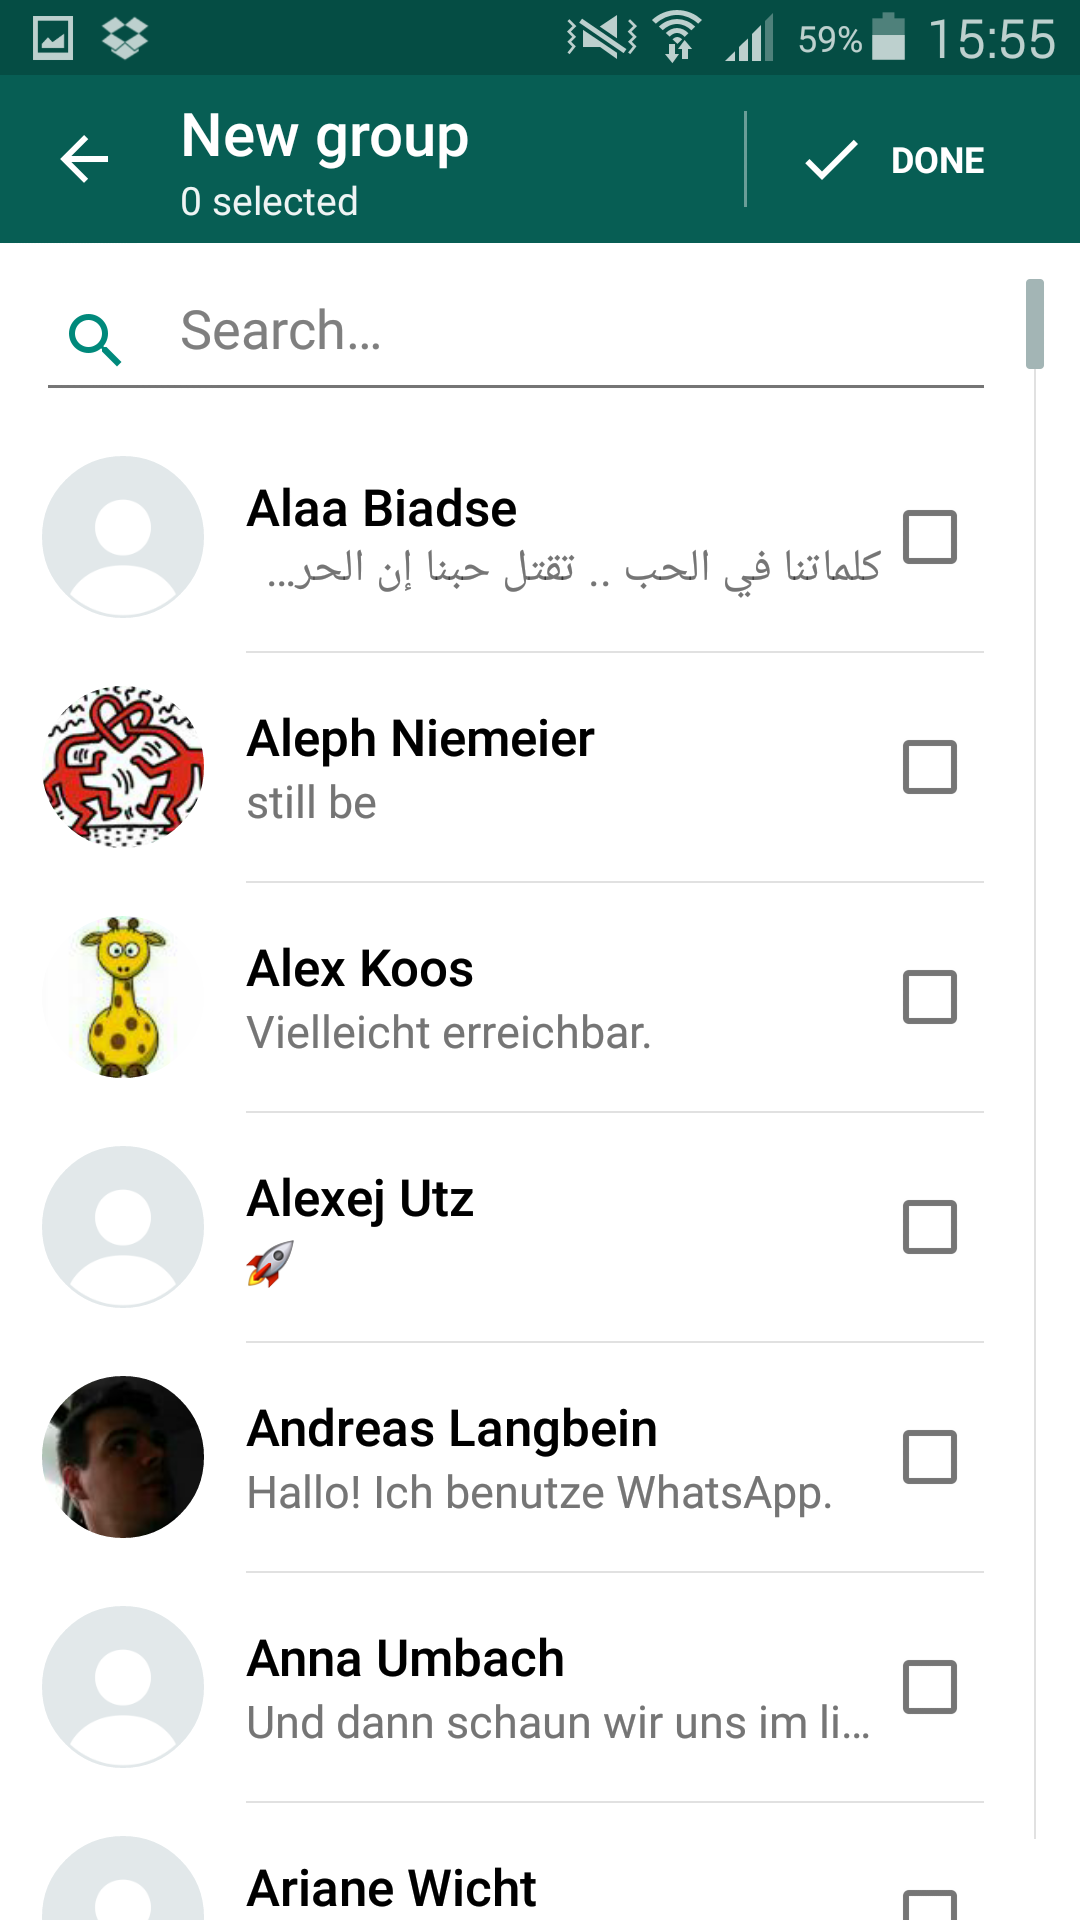 59% 15:55
New group
0 selected
DONE
Search...
Alaa Biadse
كلماتنا في الحب .. تقتل حبنا إن الحر...
Aleph Niemeier
still be
Alex Koos
Vielleicht erreichbar.
Alexej Utz
🚀
Andreas Langbein
Hallo! Ich benutze WhatsApp.
Anna Umbach
Und dann schaun wir uns im li...
Ariane Wicht